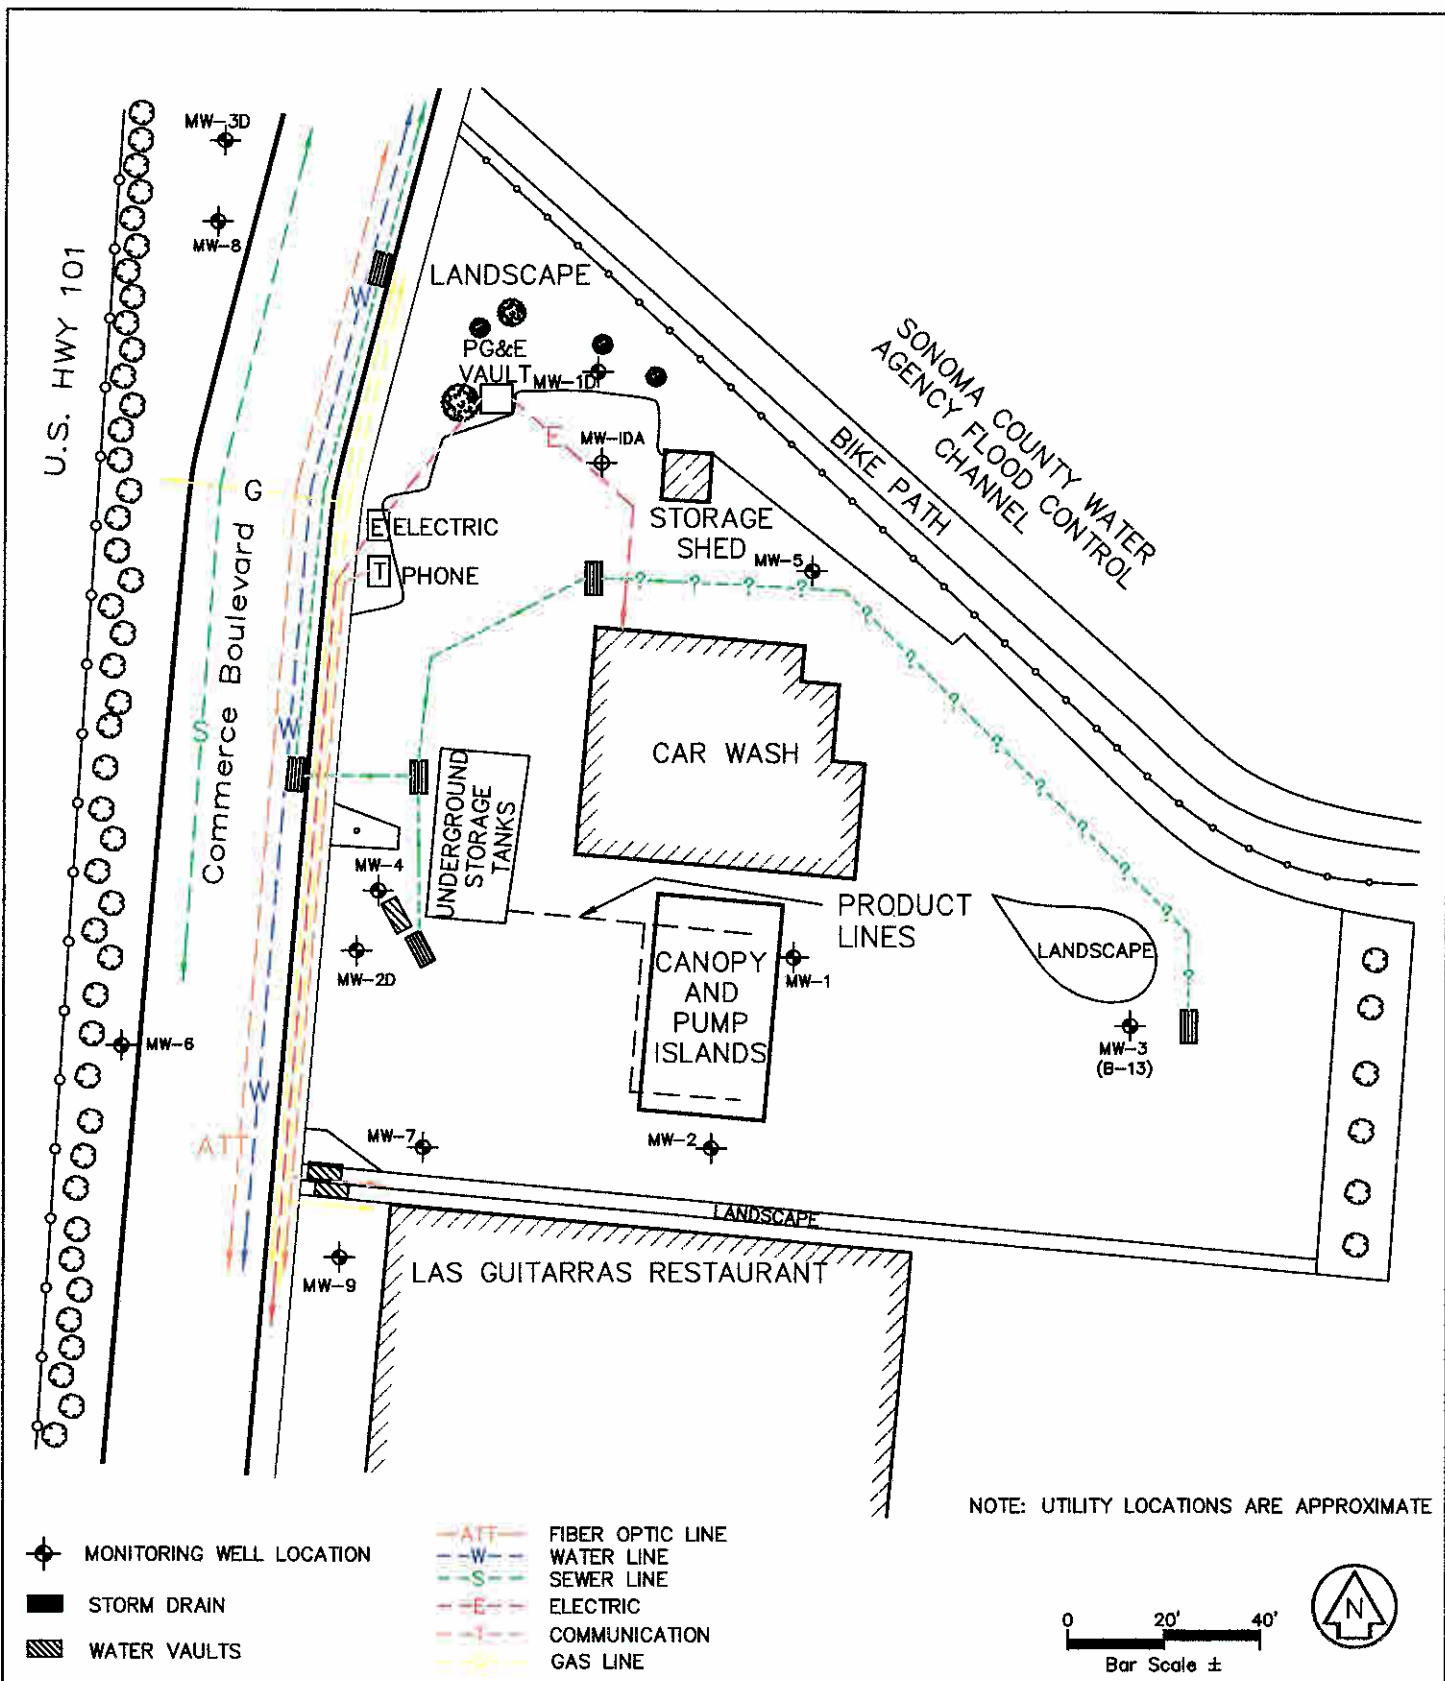 MW-3D
MW-8
U.S. HWY 101
W
LANDSCAPE
PG&E
VAULT
MW-1D
E
MW-1DA
SONOMA COUNTY WATER
AGENCY FLOOD CONTROL
CHANNEL
BIKE PATH
G
E
ELECTRIC
T
PHONE
STORAGE
SHED
MW-5
? ? ? ?
? ? ? ? ? ? ? ? ?
Commerce Boulevard
S
W
CAR WASH
UNDERGROUND
STORAGE
TANKS
MW-4
MW-2D
PRODUCT
LINES
CANOPY
AND
PUMP
ISLANDS
MW-1
LANDSCAPE
MW-3
(B-13)
MW-6
W
ATT
MW-7
MW-2
LANDSCAPE
LAS GUITARRAS RESTAURANT
MW-9
NOTE: UTILITY LOCATIONS ARE APPROXIMATE
MONITORING WELL LOCATION
STORM DRAIN
WATER VAULTS
ATT FIBER OPTIC LINE
W WATER LINE
S SEWER LINE
E ELECTRIC
T COMMUNICATION
GAS LINE
0 20' 40'
Bar Scale ±
N